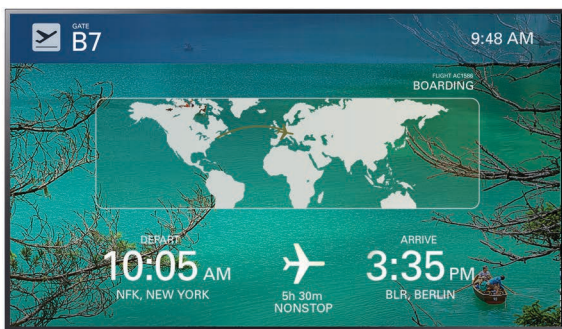 GATE
B7
9:48 AM
FLIGHT AC1588
BOARDING
DEPART
10:05 AM
NFK, NEW YORK
5h 30m
NONSTOP
ARRIVE
3:35 PM
BLR, BERLIN